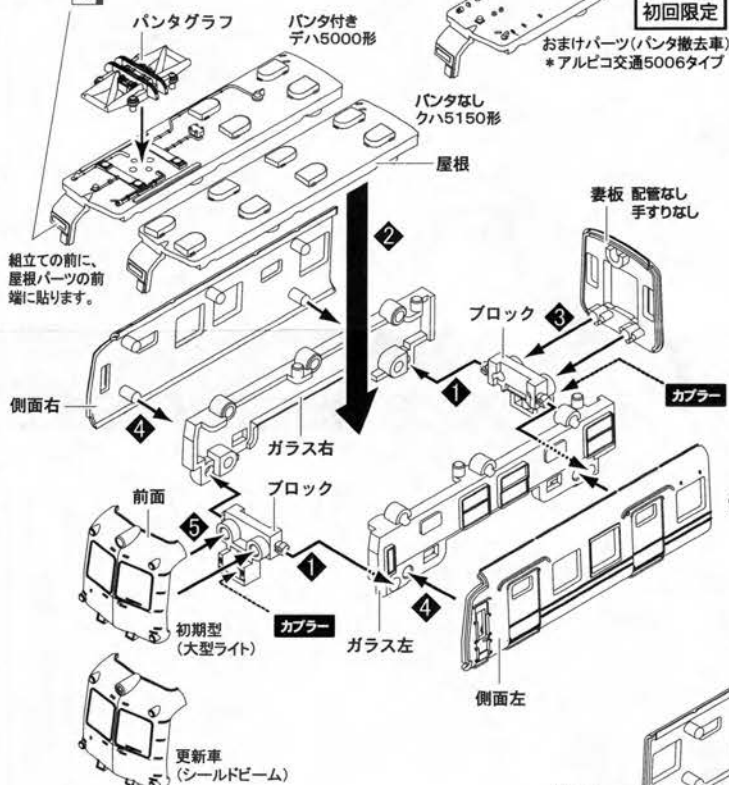 初回限定
おまけパーツ(パンタ撤去車)
*アルピコ交通5006タイプ
パンタグラフ
パンタ付き
デハ5000形
パンタなし
クハ5150形
屋根
組立ての前に、
屋根パーツの前
端に貼ります。
2
妻板 配管なし
手すりなし
ブロック
3
1
カプラー
側面右
4
ガラス右
前面
ブロック
5
1
カプラー
4
初期型
(大型ライト)
ガラス左
側面左
更新車
(シールドビーム)